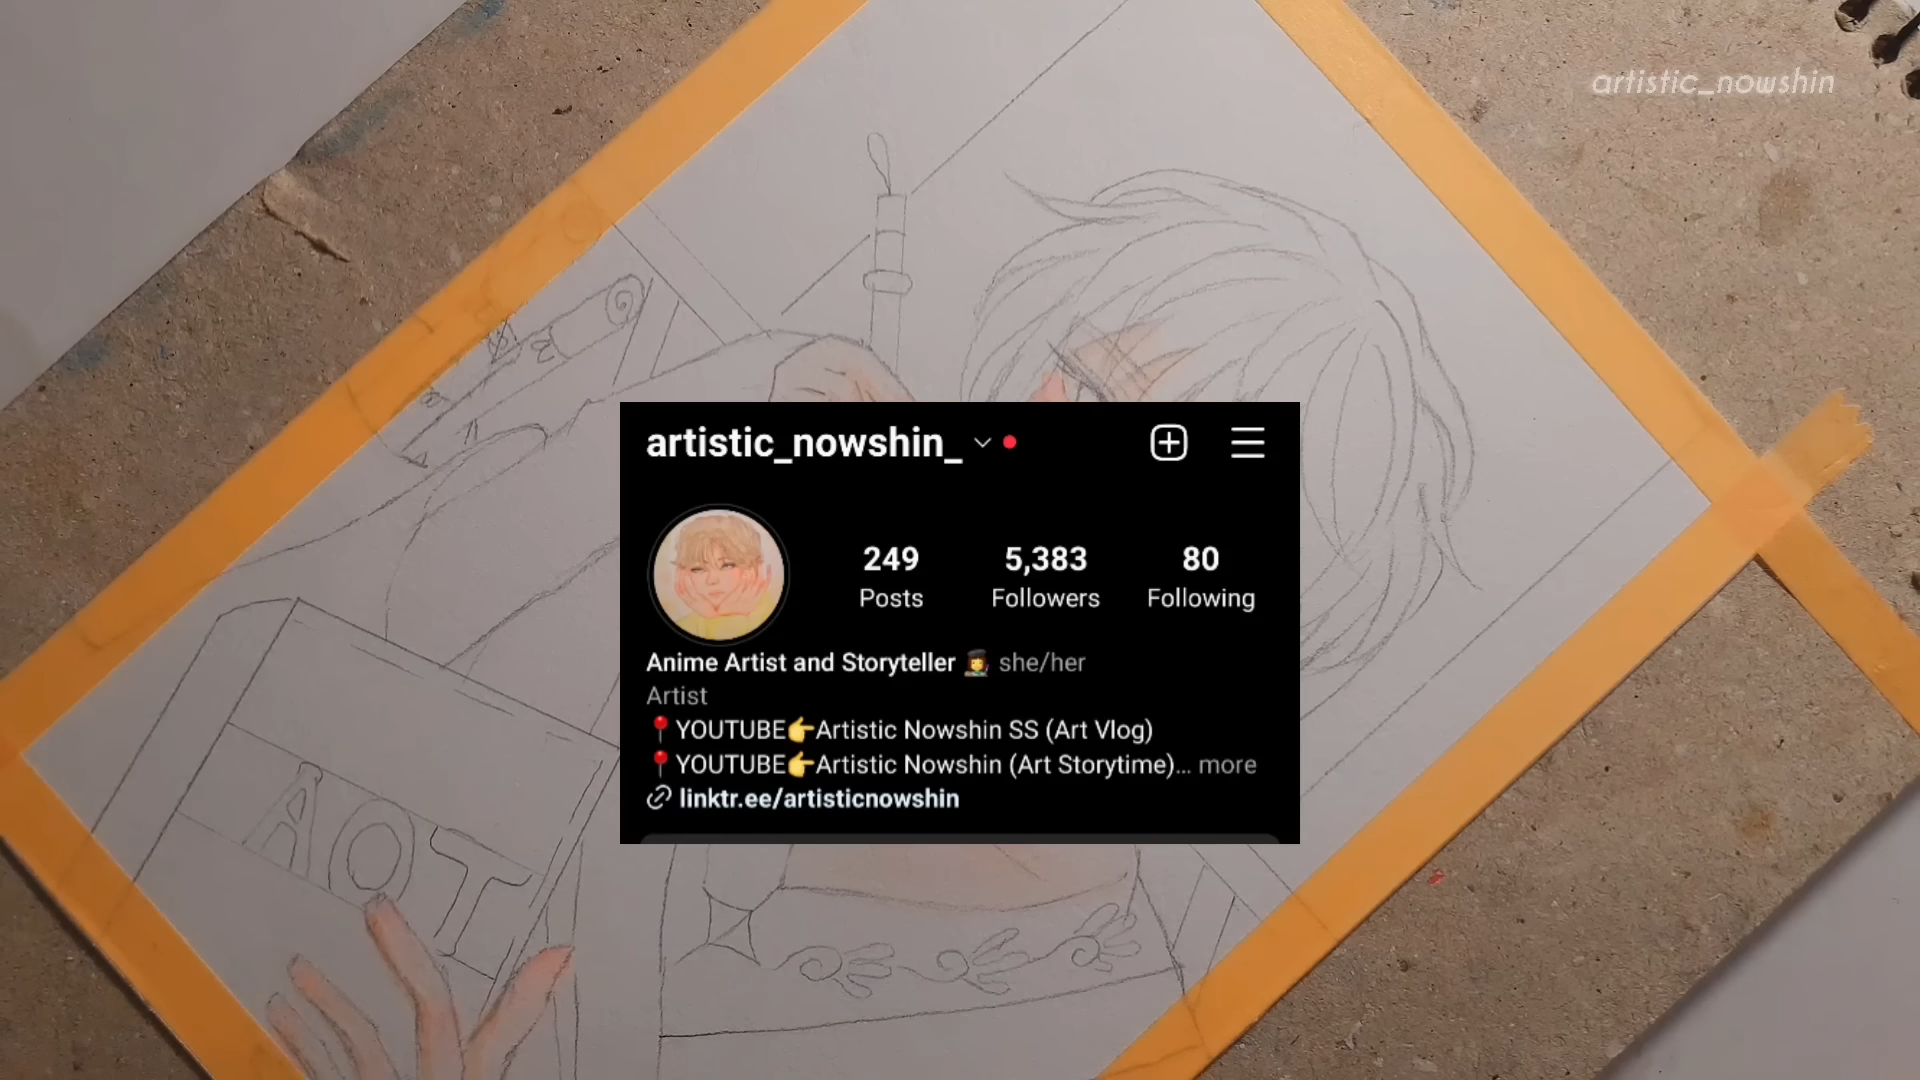 artistic_nowshin
artistic_nowshin_
249 5,383 80
Posts Followers Following
Anime Artist and Storyteller 👩‍🎨 she/her
Artist
📍YOUTUBE👉Artistic Nowshin SS (Art Vlog)
📍YOUTUBE👉Artistic Nowshin (Art Storytime)... more
linktr.ee/artisticnowshin
AOT